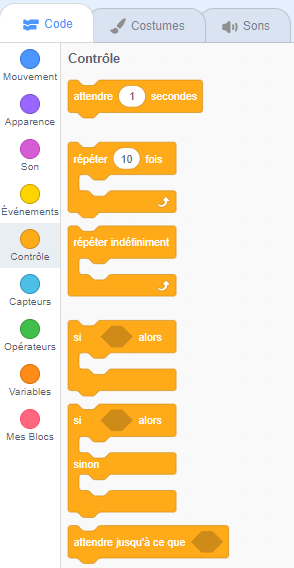 Code
Costumes
Sons
Mouvement
Apparence
Son
Événements
Contrôle
Capteurs
Opérateurs
Variables
Mes Blocs
Contrôle
attendre 1 secondes
répéter 10 fois
répéter indéfiniment
si alors
si alors
sinon
attendre jusqu'à ce que